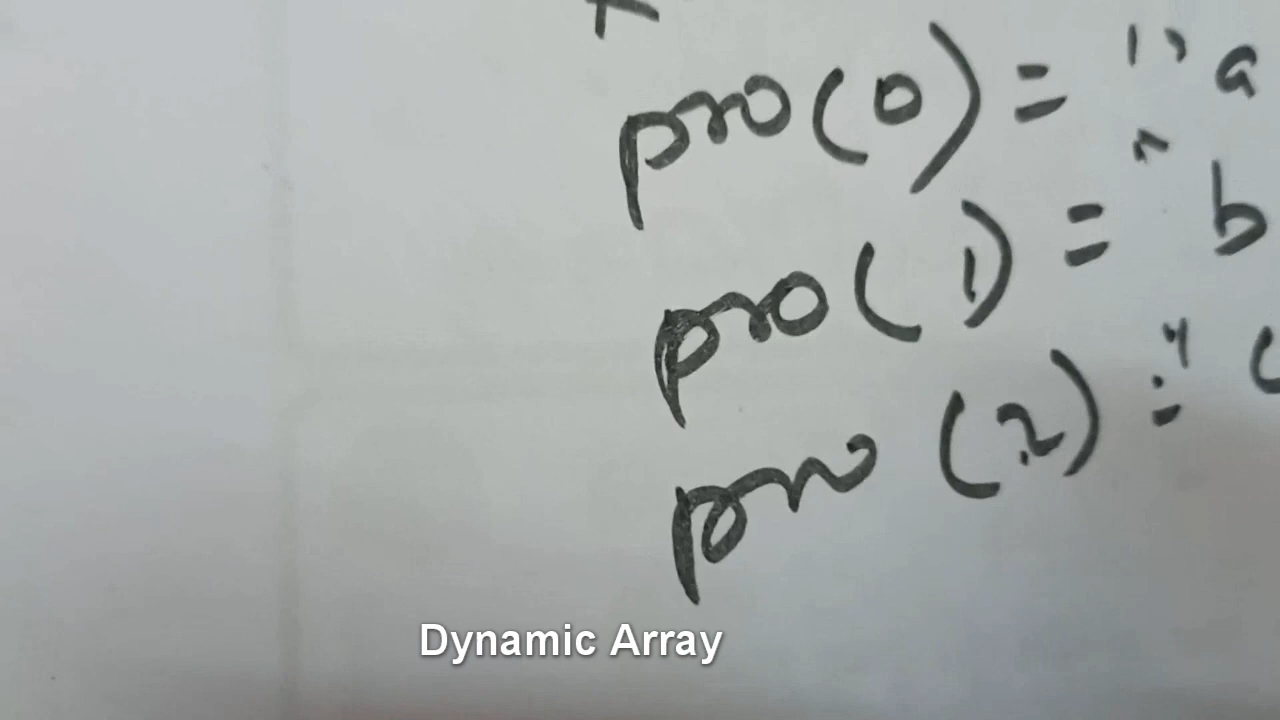 pro(0) = " a
pro(1) = " b
pro(2) = "
Dynamic Array